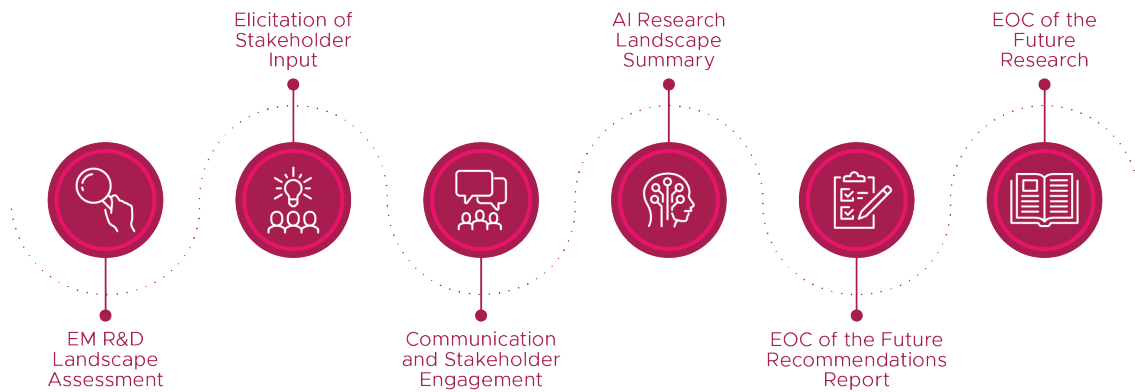 EM R&D
Landscape
Assessment
Elicitation of
Stakeholder
Input
Communication
and Stakeholder
Engagement
AI Research
Landscape
Summary
EOC of the Future
Recommendations
Report
EOC of the
Future
Research